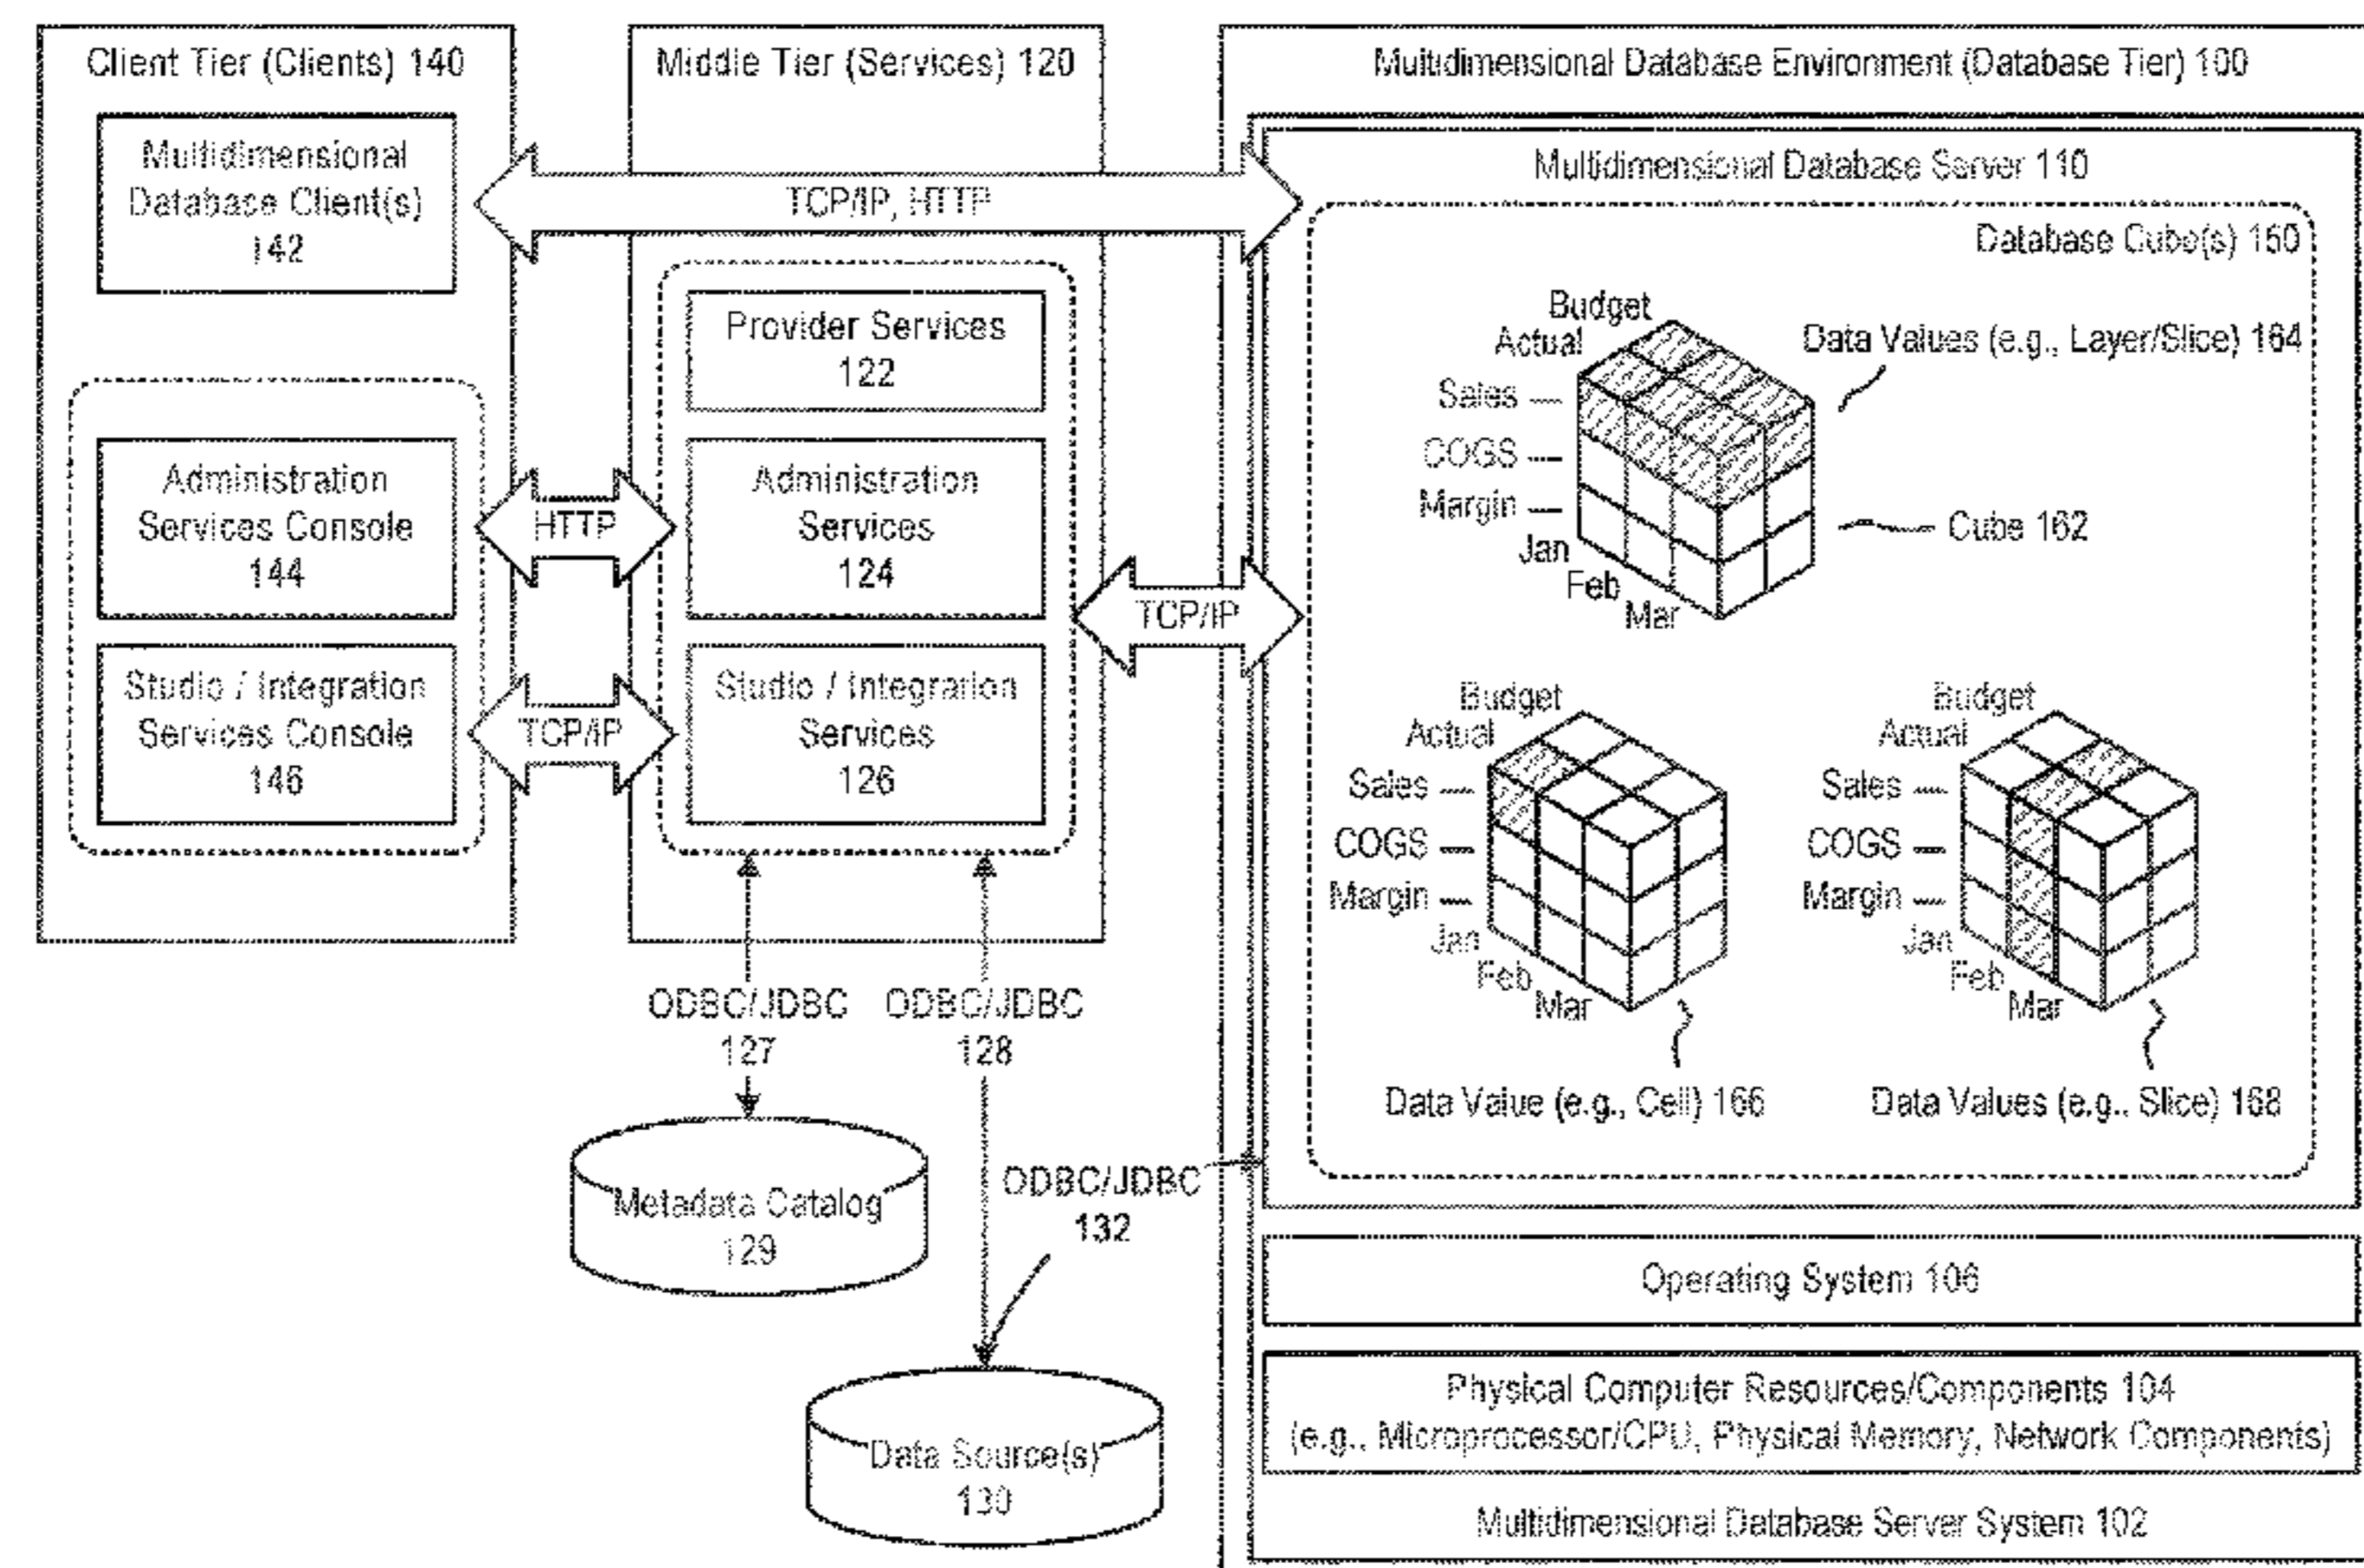 Client Tier (Clients) 140
Multidimensional
Database Client(s)
142
Administration
Services Console
144
Studio / Integration
Services Console
146
Middle Tier (Services) 120
TCP/IP, HTTP
Provider Services
122
Administration
Services
124
Studio / Integration
Services
126
HTTP
TCP/IP
TCP/IP
ODBC/JDBC
127
ODBC/JDBC
128
Metadata Catalog
129
ODBC/JDBC
132
Data Source(s)
130
Multidimensional Database Environment (Database Tier) 100
Multidimensional Database Server 110
Database Cube(s) 160
Budget
Actual
Data Values (e.g., Layer/Slice) 164
Sales
COGS
Margin
Cube 162
Jan
Feb
Mar
Budget
Actual
Sales
COGS
Margin
Jan
Feb
Mar
Data Value (e.g., Cell) 166
Budget
Actual
Sales
COGS
Margin
Jan
Feb
Mar
Data Values (e.g., Slice) 168
Operating System 106
Physical Computer Resources/Components 104
(e.g., Microprocessor/CPU, Physical Memory, Network Components)
Multidimensional Database Server System 102